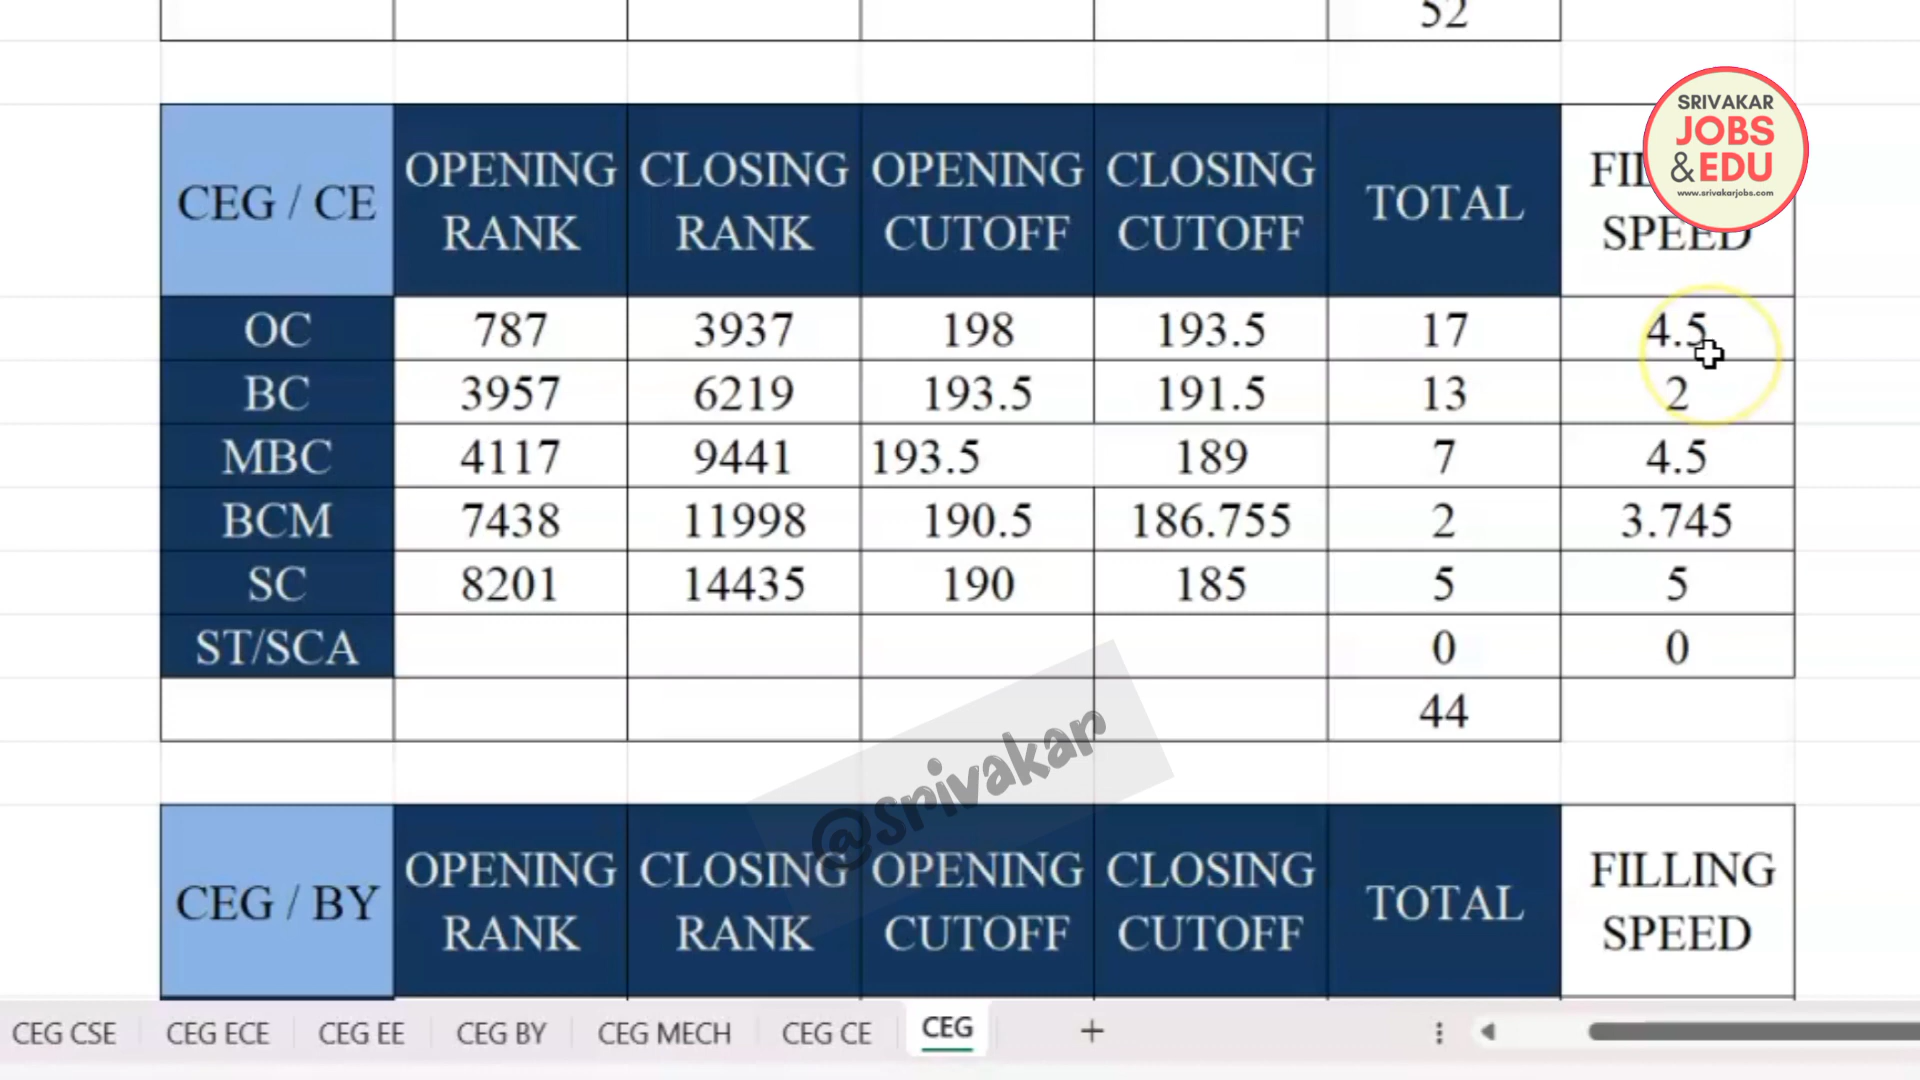 52
SRIVAKAR
JOBS
&EDU
www.srivakarjobs.com
CEG / CE OPENING RANK CLOSING RANK OPENING CUTOFF CLOSING CUTOFF TOTAL SPEED
OC 787 3937 198 193.5 17 4.5
BC 3957 6219 193.5 191.5 13 2
MBC 4117 9441 193.5 189 7 4.5
BCM 7438 11998 190.5 186.755 2 3.745
SC 8201 14435 190 185 5 5
ST/SCA 0 0
44
@srivakar
CEG / BY OPENING RANK CLOSING RANK OPENING CUTOFF CLOSING CUTOFF TOTAL FILLING SPEED
CEG CSE CEG ECE CEG EE CEG BY CEG MECH CEG CE CEG +